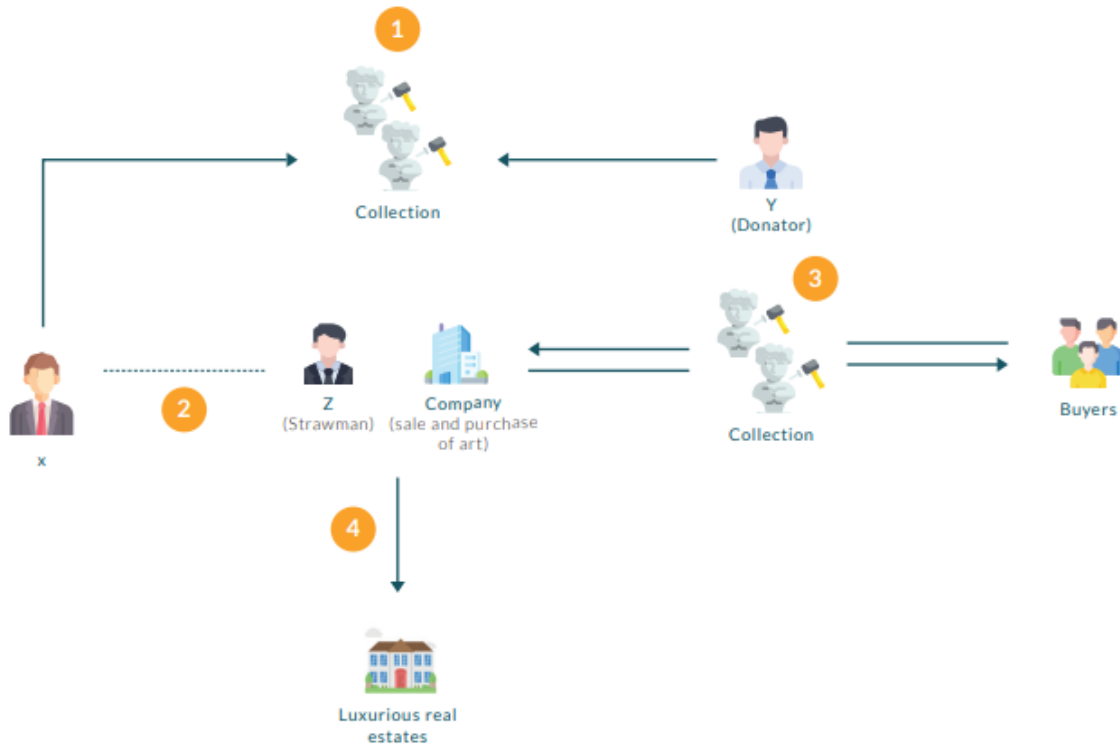 1
Collection
Y
(Donator)
3
2
Z
(Strawman)
Company
(sale and purchase
of art)
Collection
Buyers
x
4
Luxurious real
estates